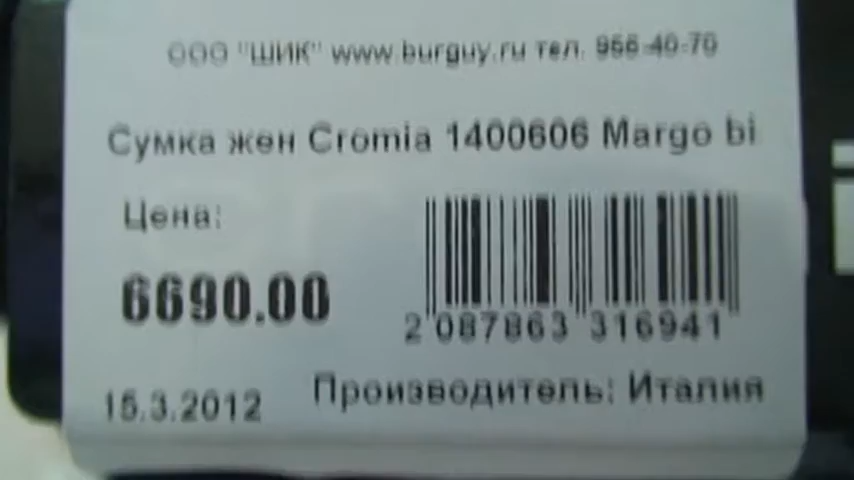 ООО "ШИК" www.burguy.ru тел. 956-40-70
Сумка жен Cromia 1400606 Margo bi
Цена:
6690.00
2 087863 316941
15.3.2012
Производитель: Италия